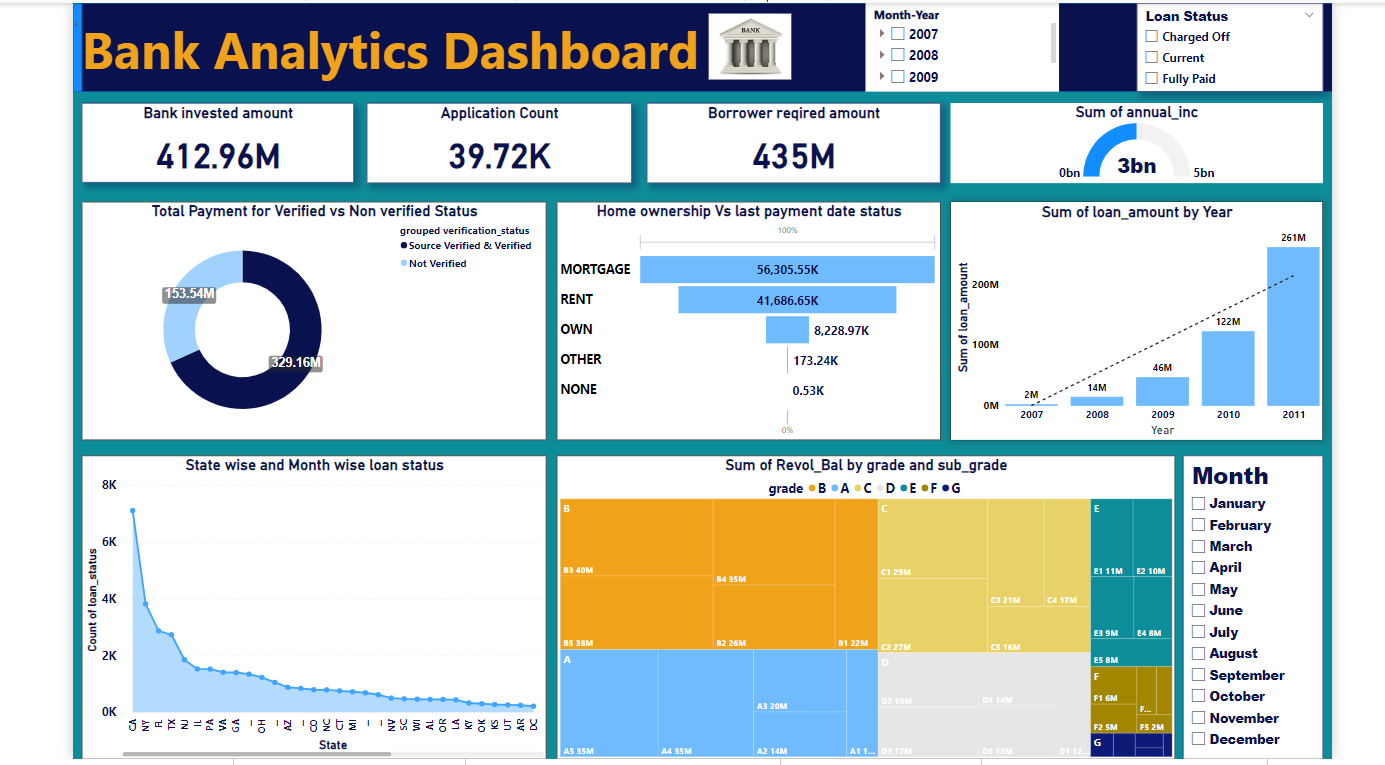 Bank Analytics Dashboard
BANK
Month-Year
2007
2008
2009
Loan Status
Charged Off
Current
Fully Paid
Bank invested amount
412.96M
Application Count
39.72K
Borrower reqired amount
435M
Sum of annual_inc
0bn
3bn
5bn
Total Payment for Verified vs Non verified Status
grouped verification_status
Source Verified & Verified
Not Verified
153.54M
329.16M
Home ownership Vs last payment date status
100%
MORTGAGE 56,305.55K
RENT 41,686.65K
OWN 8,228.97K
OTHER 173.24K
NONE 0.53K
0%
Sum of loan_amount by Year
Sum of loan_amount
200M
100M
0M
2M
14M
46M
122M
261M
2007 2008 2009 2010 2011
Year
State wise and Month wise loan status
Count of loan_status
8K
6K
4K
2K
0K
CA NY FL TX NJ IL PA VA GA OH AZ CO NC CT MI NV SC WI AL OR LA KY OK KS UT AR DC
State
Sum of Revol_Bal by grade and sub_grade
grade B A C D E F G
B
B3 40M
B4 35M
B5 38M
B2 26M
B1 22M
A
A3 20M
A5 35M
A4 35M
A2 14M
A1 1...
C
C1 29M
C3 21M
C4 17M
C2 27M
C5 16M
D
D2 19M
D4 14M
D3 17M
D5 13M
D1 12...
E
E1 11M
E2 10M
E3 9M
E4 8M
E5 8M
F
F1 6M
F...
F2 5M
F5 2M
G
Month
January
February
March
April
May
June
July
August
September
October
November
December